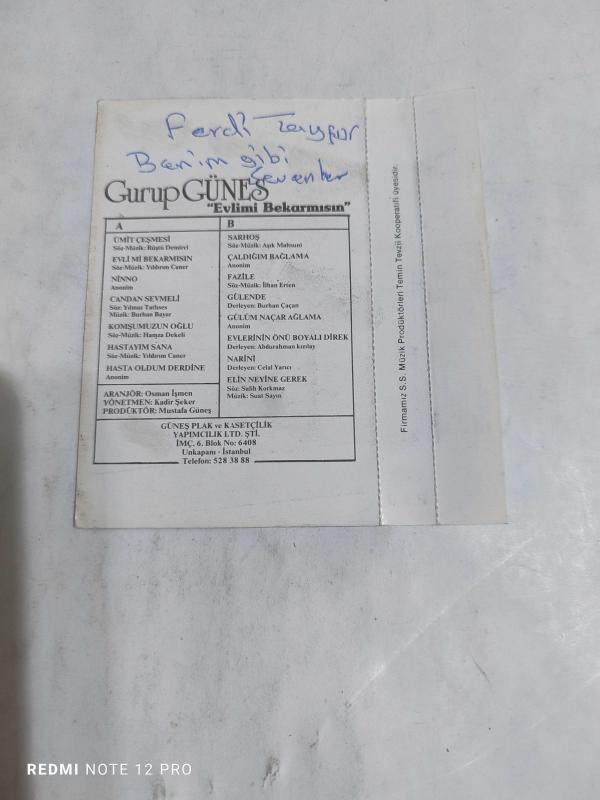 Ferdi Tayfur
Benim gibi
sevenler
Gurup GÜNEŞ
"Evlimi Bekarmısın"
A
ÜMİT ÇEŞMESİ
Söz-Müzik: Rüştü Demirci
EVLİ Mİ BEKARMISIN
Söz-Müzik: Yıldırım Caner
NİNNO
Anonim
CANDAN SEVMELİ
Söz: Yılmaz Tatlıses
Müzik: Burhan Bayar
KOMŞUMUZUN OĞLU
Söz-Müzik: Hamza Dekeli
HASTAYIM SANA
Söz-Müzik: Yıldırım Caner
HASTA OLDUM DERDİNE
Anonim
ARANJÖR: Osman İşmen
YÖNETMEN: Kadir Şeker
PRODÜKTÖR: Mustafa Güneş
B
SARHOŞ
Söz-Müzik: Aşık Mahsuni
ÇALDIĞIM BAĞLAMA
Anonim
FAZİLE
Söz-Müzik: İlhan Erten
GÜLENDE
Derleyen: Burhan Çaçan
GÜLÜM NAÇAR AĞLAMA
Anonim
EVLERİNİN ÖNÜ BOYALI DİREK
Derleyen: Abdurahman kızılay
NARİNİ
Derleyen: Celal Yarıcı
ELİN NEYİNE GEREK
Söz: Salih Korkmaz
Müzik: Suat Sayın
GÜNEŞ PLAK ve KASETÇİLİK
YAPIMCILIK LTD. ŞTİ.
İMÇ. 6. Blok No: 6408
Unkapanı - İstanbul
Telefon: 528 38 88
Firmamız S.S. Müzik Prodüktörleri Temin Tevzii Kooperatifi üyesidir.
REDMI NOTE 12 PRO